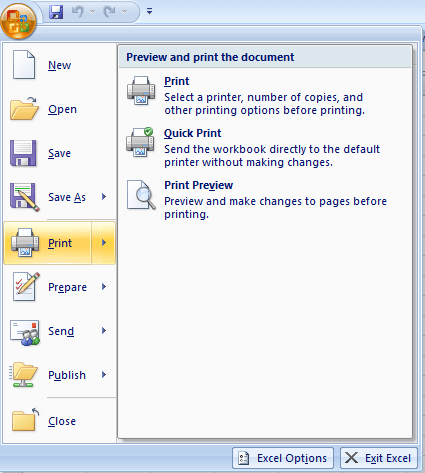 New
Open
Save
Save As
Print
Prepare
Send
Publish
Close
Preview and print the document
Print
Select a printer, number of copies, and
other printing options before printing.
Quick Print
Send the workbook directly to the default
printer without making changes.
Print Preview
Preview and make changes to pages before
printing.
Excel Options
Exit Excel